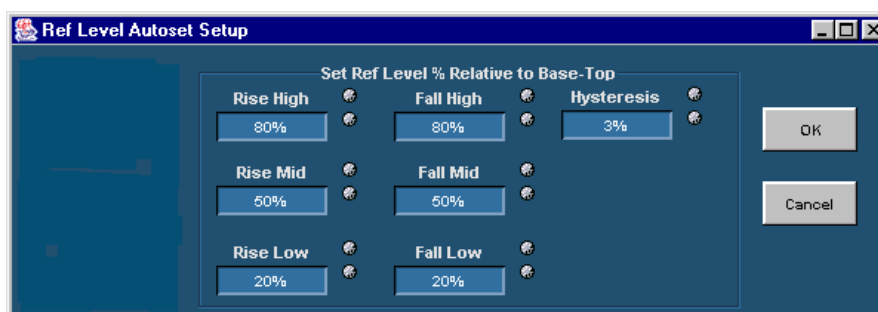 Ref Level Autoset Setup
Set Ref Level % Relative to Base-Top
Rise High Fall High Hysteresis
80% 80% 3%
OK
Rise Mid Fall Mid
50% 50%
Cancel
Rise Low Fall Low
20% 20%